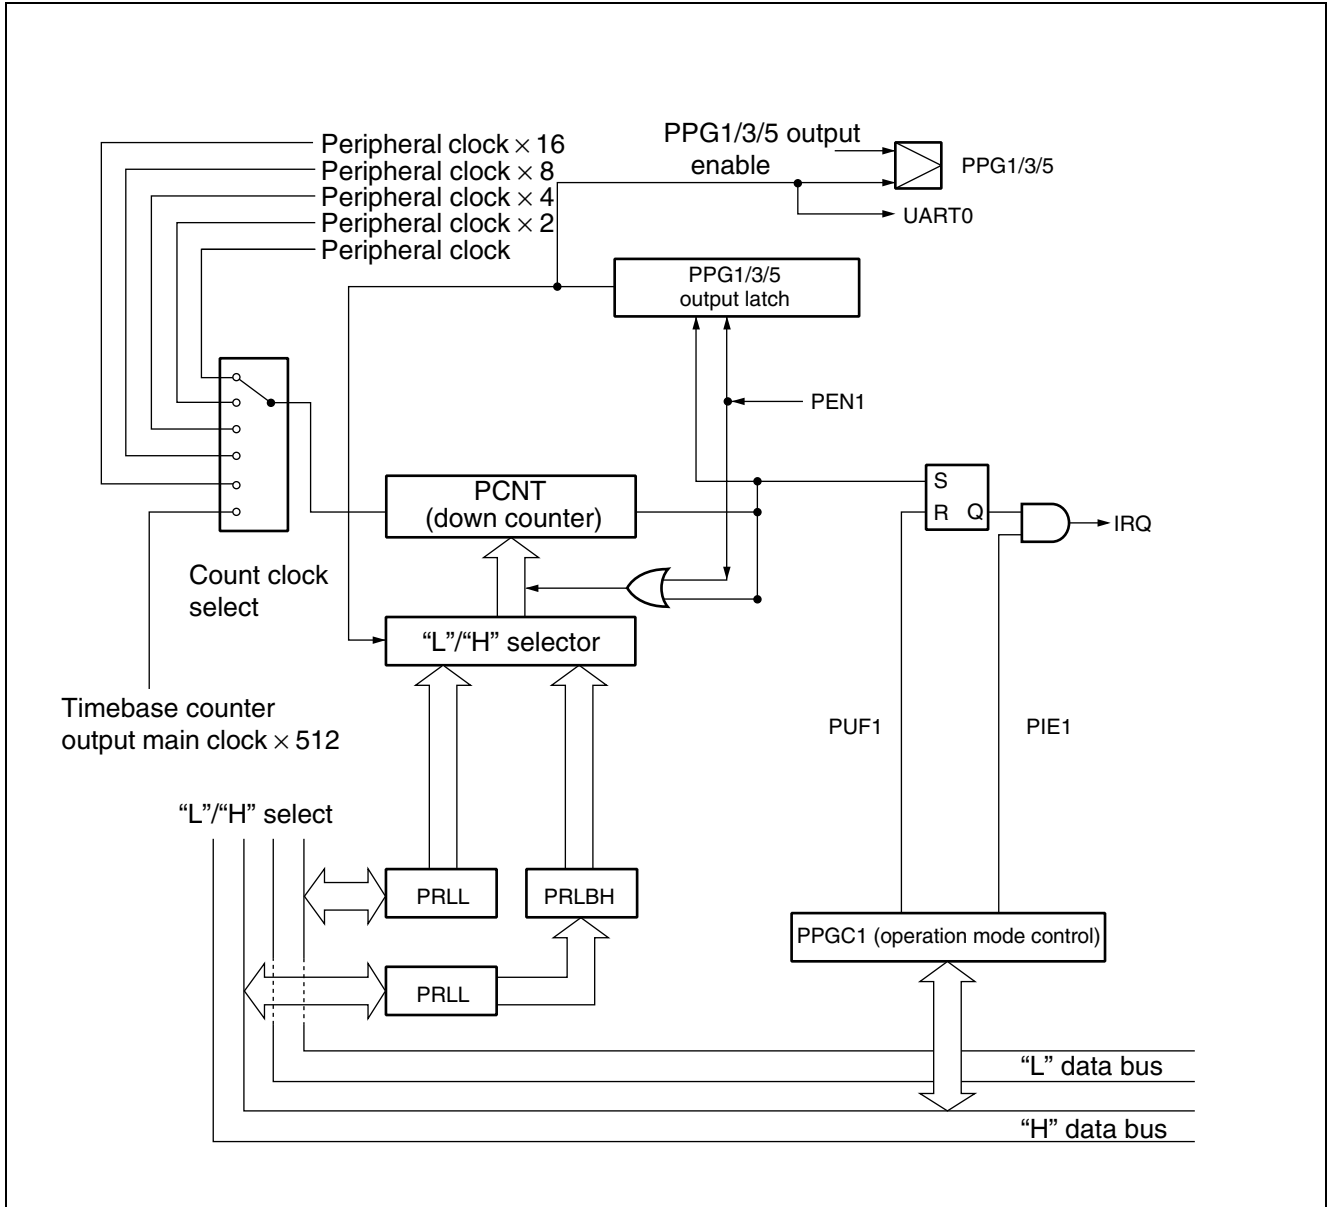 Peripheral clock × 16
Peripheral clock × 8
Peripheral clock × 4
Peripheral clock × 2
Peripheral clock
PPG1/3/5 output
enable
PPG1/3/5
UART0
PPG1/3/5
output latch
PEN1
PCNT
(down counter)
S
R Q
IRQ
Count clock
select
“L”/“H” selector
Timebase counter
output main clock × 512
PUF1
PIE1
“L”/“H” select
PRLL
PRLBH
PPGC1 (operation mode control)
PRLL
“L” data bus
“H” data bus